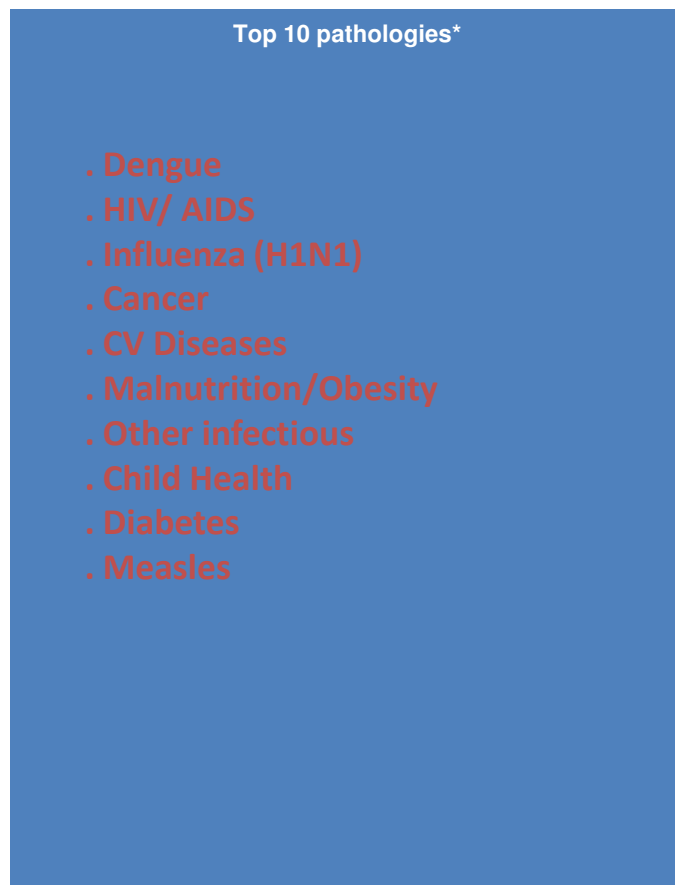 Top 10 pathologies*
. Dengue
. HIV/ AIDS
. Influenza (H1N1)
. Cancer
. CV Diseases
. Malnutrition/Obesity
. Other infectious
. Child Health
. Diabetes
. Measles